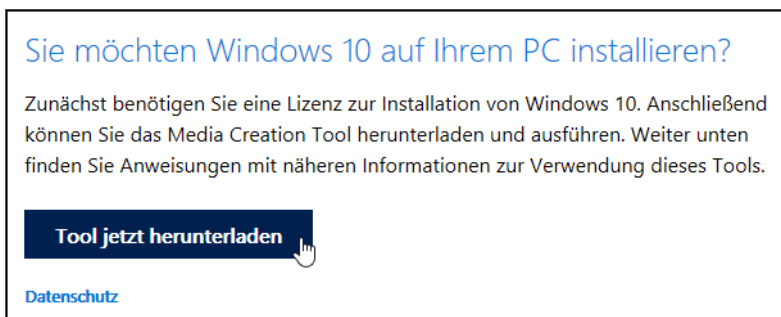 Sie möchten Windows 10 auf Ihrem PC installieren?
Zunächst benötigen Sie eine Lizenz zur Installation von Windows 10. Anschließend
können Sie das Media Creation Tool herunterladen und ausführen. Weiter unten
finden Sie Anweisungen mit näheren Informationen zur Verwendung dieses Tools.
Tool jetzt herunterladen
Datenschutz